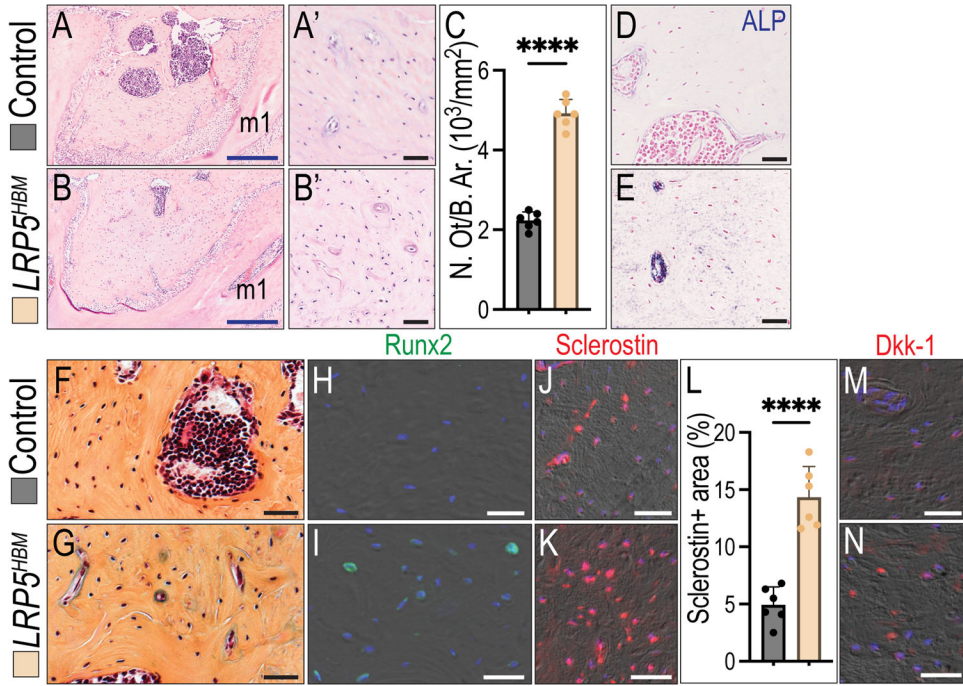 Control
LRP5HBM
A
m1
A'
B
m1
B'
C
****
N. Ot/B. Ar. (10³/mm²)
6
4
2
0
D
ALP
E
Runx2
Sclerostin
Dkk-1
Control
LRP5HBM
F
G
H
I
J
K
L
****
Sclerostin+ area (%)
20
15
10
5
0
M
N